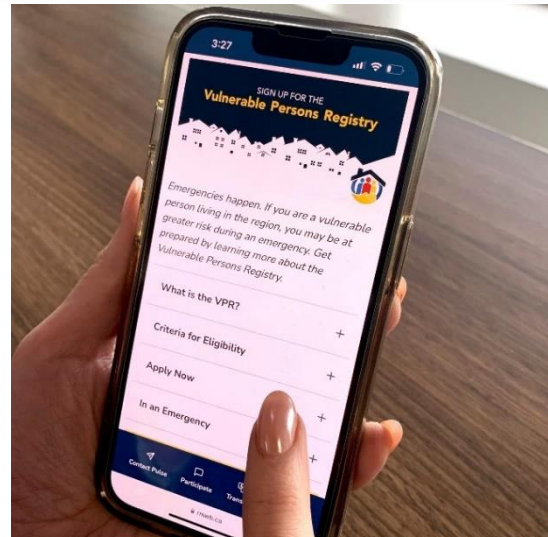 3:27
SIGN UP FOR THE
Vulnerable Persons Registry
Emergencies happen. If you are a vulnerable
person living in the region, you may be at
greater risk during an emergency. Get
prepared by learning more about the
Vulnerable Persons Registry.
What is the VPR?
+
Criteria for Eligibility
+
Apply Now
+
In an Emergency
+
Contact Pulse
Participate